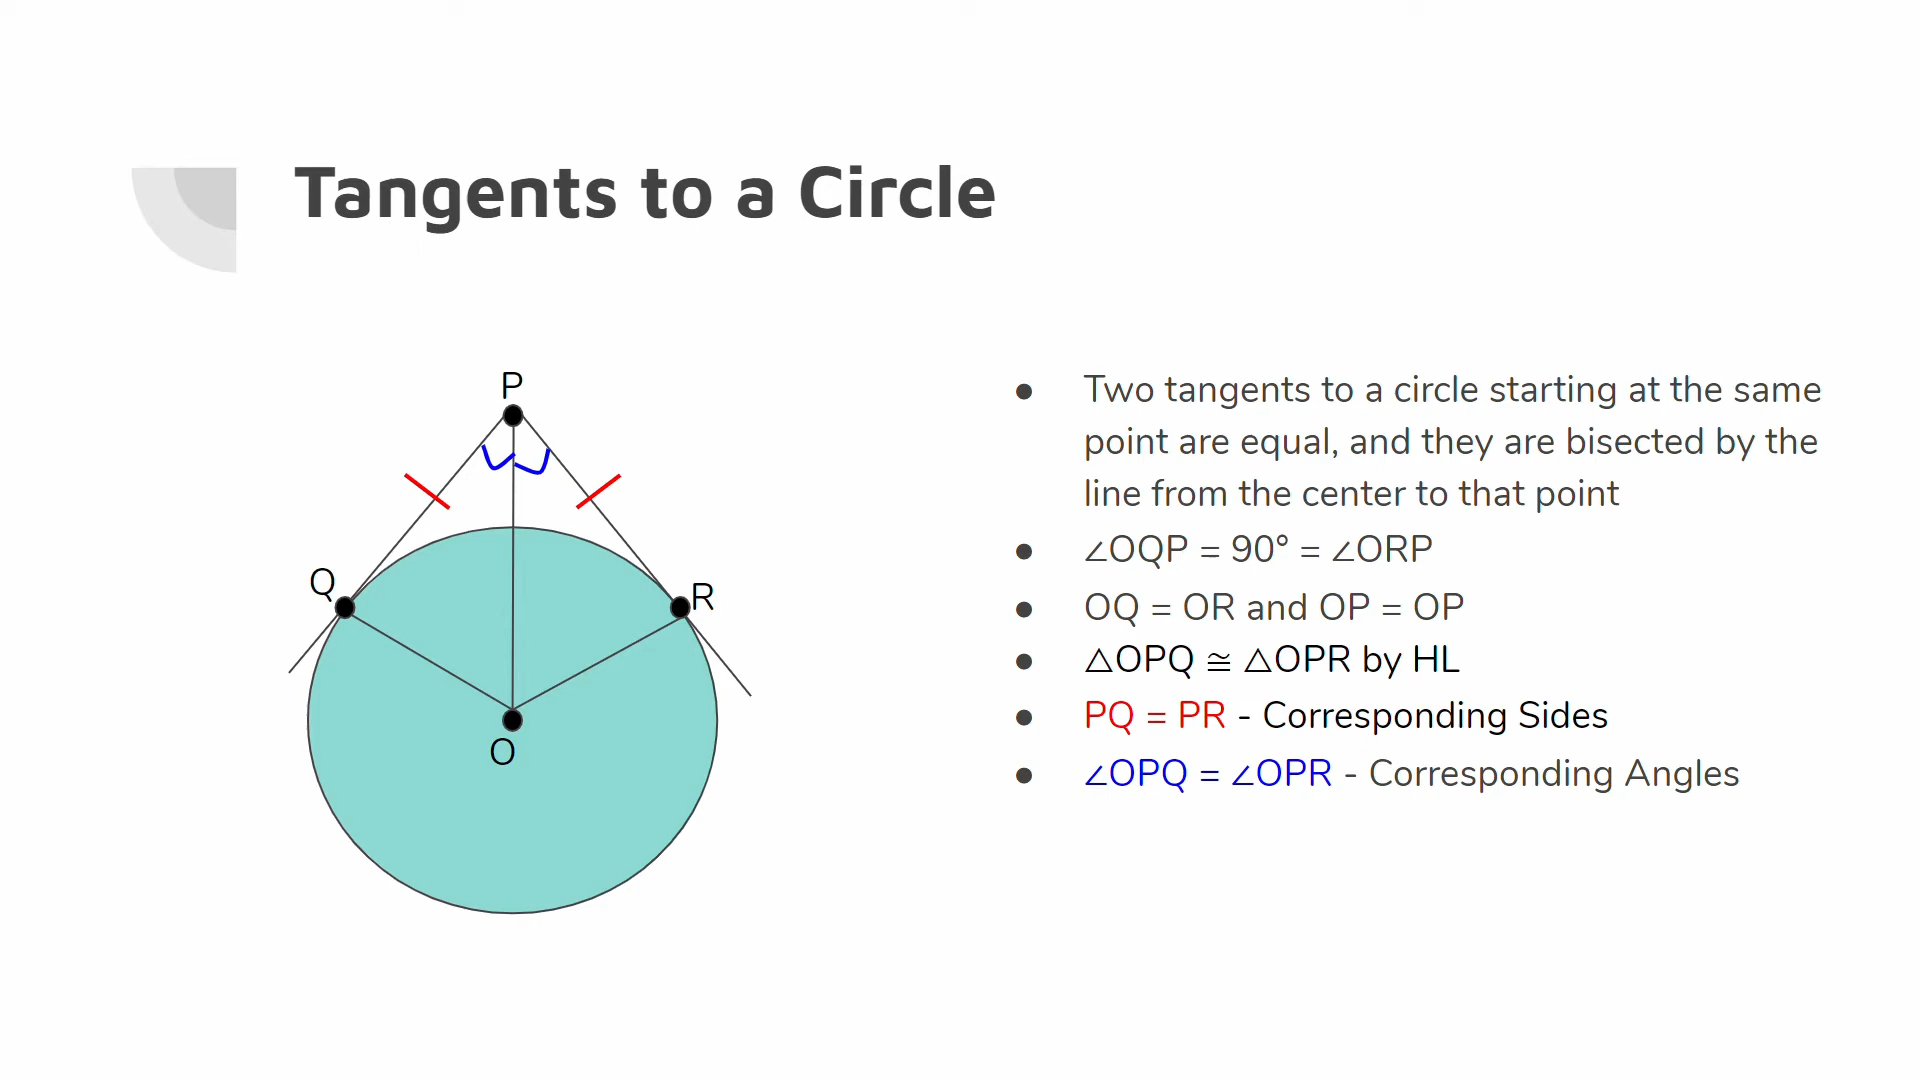 Tangents to a Circle
P
Q
R
O
● Two tangents to a circle starting at the same
point are equal, and they are bisected by the
line from the center to that point
● ∠OQP = 90° = ∠ORP
● OQ = OR and OP = OP
● △OPQ ≅ △OPR by HL
● PQ = PR - Corresponding Sides
● ∠OPQ = ∠OPR - Corresponding Angles